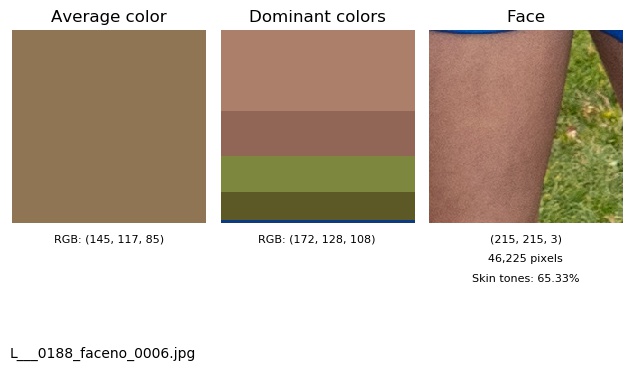 Average color
Dominant colors
Face
RGB: (145, 117, 85)
RGB: (172, 128, 108)
(215, 215, 3)
46,225 pixels
Skin tones: 65.33%
L___0188_faceno_0006.jpg